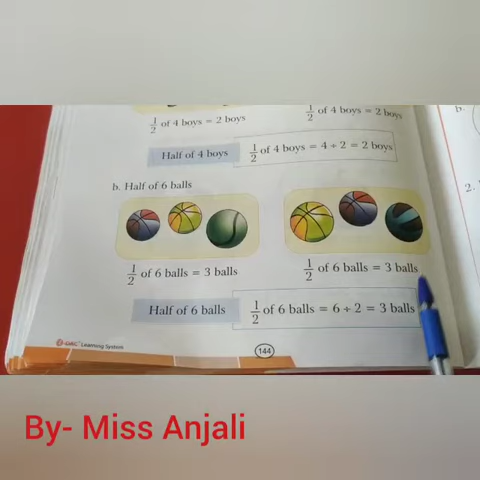 1/2 of 4 boys = 2 boys
1/2 of 4 boys = 2 boys
Half of 4 boys
1/2 of 4 boys = 4 ÷ 2 = 2 boys
b. Half of 6 balls
1/2 of 6 balls = 3 balls
1/2 of 6 balls = 3 balls
Half of 6 balls
1/2 of 6 balls = 6 ÷ 2 = 3 balls
Learning System
144
b.
2.
By- Miss Anjali